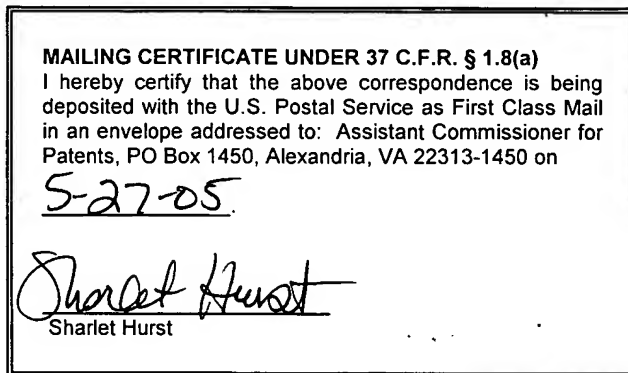 MAILING CERTIFICATE UNDER 37 C.F.R. § 1.8(a)
I hereby certify that the above correspondence is being
deposited with the U.S. Postal Service as First Class Mail
in an envelope addressed to: Assistant Commissioner for
Patents, PO Box 1450, Alexandria, VA 22313-1450 on
5-27-05.
Sharlet Hurst
Sharlet Hurst